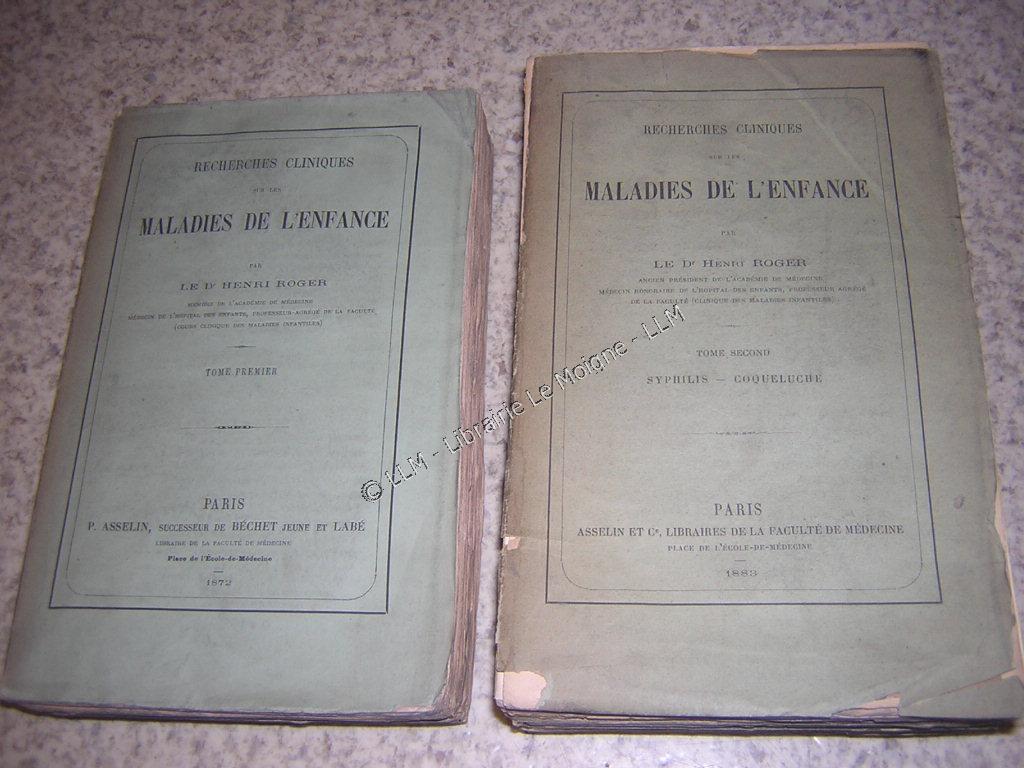 RECHERCHES CLINIQUES
SUR LES
MALADIES DE L'ENFANCE
PAR
LE Dr HENRI ROGER
MEMBRE DE L'ACADÉMIE DE MÉDECINE
MÉDECIN DE L'HÔPITAL DES ENFANTS, PROFESSEUR-AGRÉGÉ DE LA FACULTÉ
(COURS CLINIQUE DES MALADIES INFANTILES)
TOME PREMIER
PARIS
P. ASSELIN, SUCCESSEUR DE BÉCHET JEUNE ET LABÉ
LIBRAIRE DE LA FACULTÉ DE MÉDECINE
Place de l'École-de-Médecine
1872
RECHERCHES CLINIQUES
SUR LES
MALADIES DE L'ENFANCE
PAR
LE Dr HENRI ROGER
ANCIEN PRÉSIDENT DE L'ACADÉMIE DE MÉDECINE
MÉDECIN HONORAIRE DE L'HOPITAL DES ENFANTS, PROFESSEUR AGRÉGÉ
DE LA FACULTÉ (CLINIQUE DES MALADIES INFANTILES)
TOME SECOND
SYPHILIS — COQUELUCHE
PARIS
ASSELIN ET Ce, LIBRAIRES DE LA FACULTÉ DE MÉDECINE
PLACE DE L'ÉCOLE-DE-MÉDECINE
1883
© LLM - Librairie Le Moigne - LLM